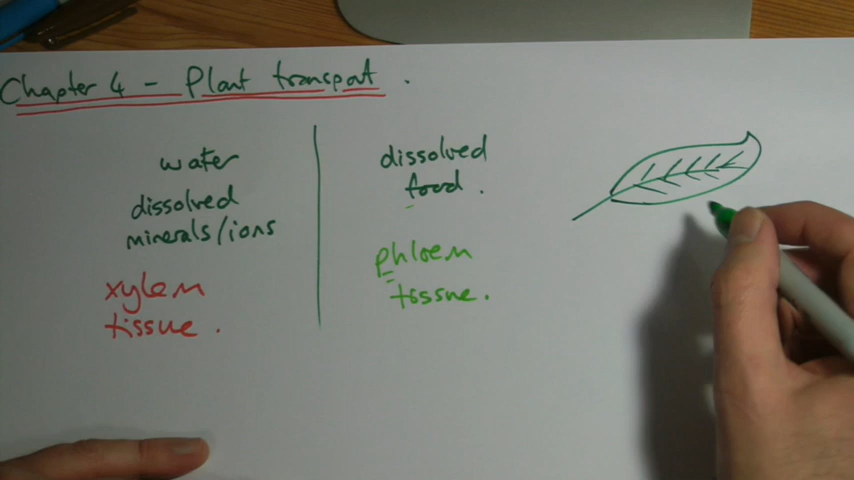 Chapter 4 - Plant transport.
water
dissolved
minerals/ions
xylem
tissue.
dissolved
food.
phloem
tissue.